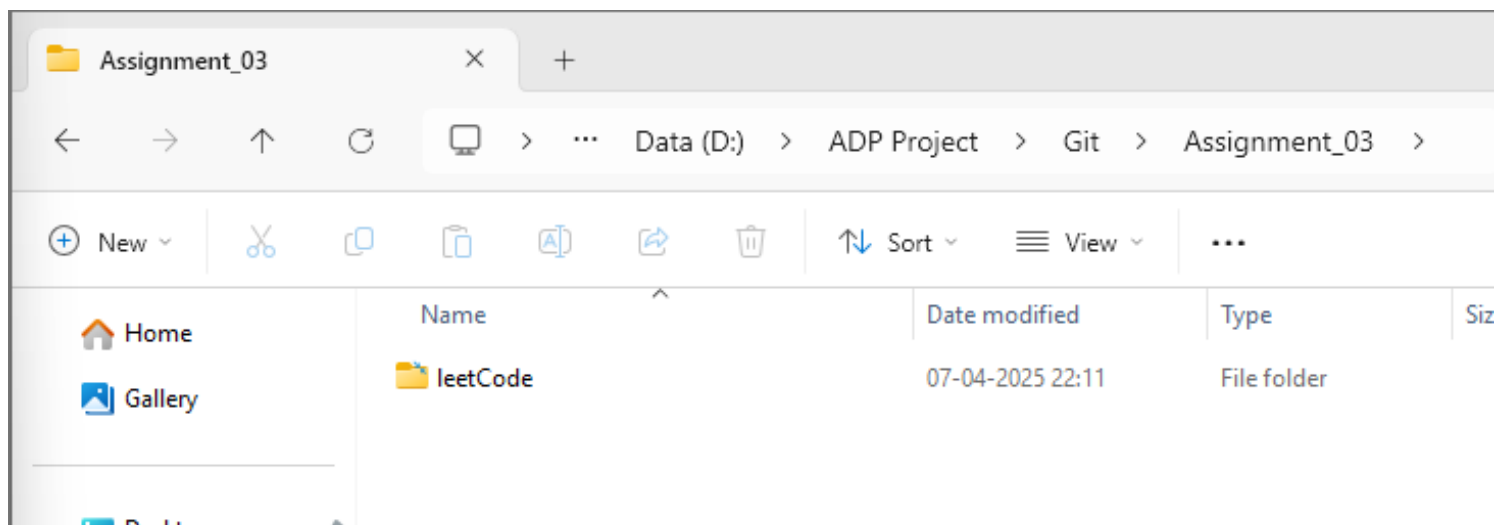 Assignment_03
Data (D:) > ADP Project > Git > Assignment_03 >
New Sort View
Name Date modified Type
Home
leetCode 07-04-2025 22:11 File folder
Gallery